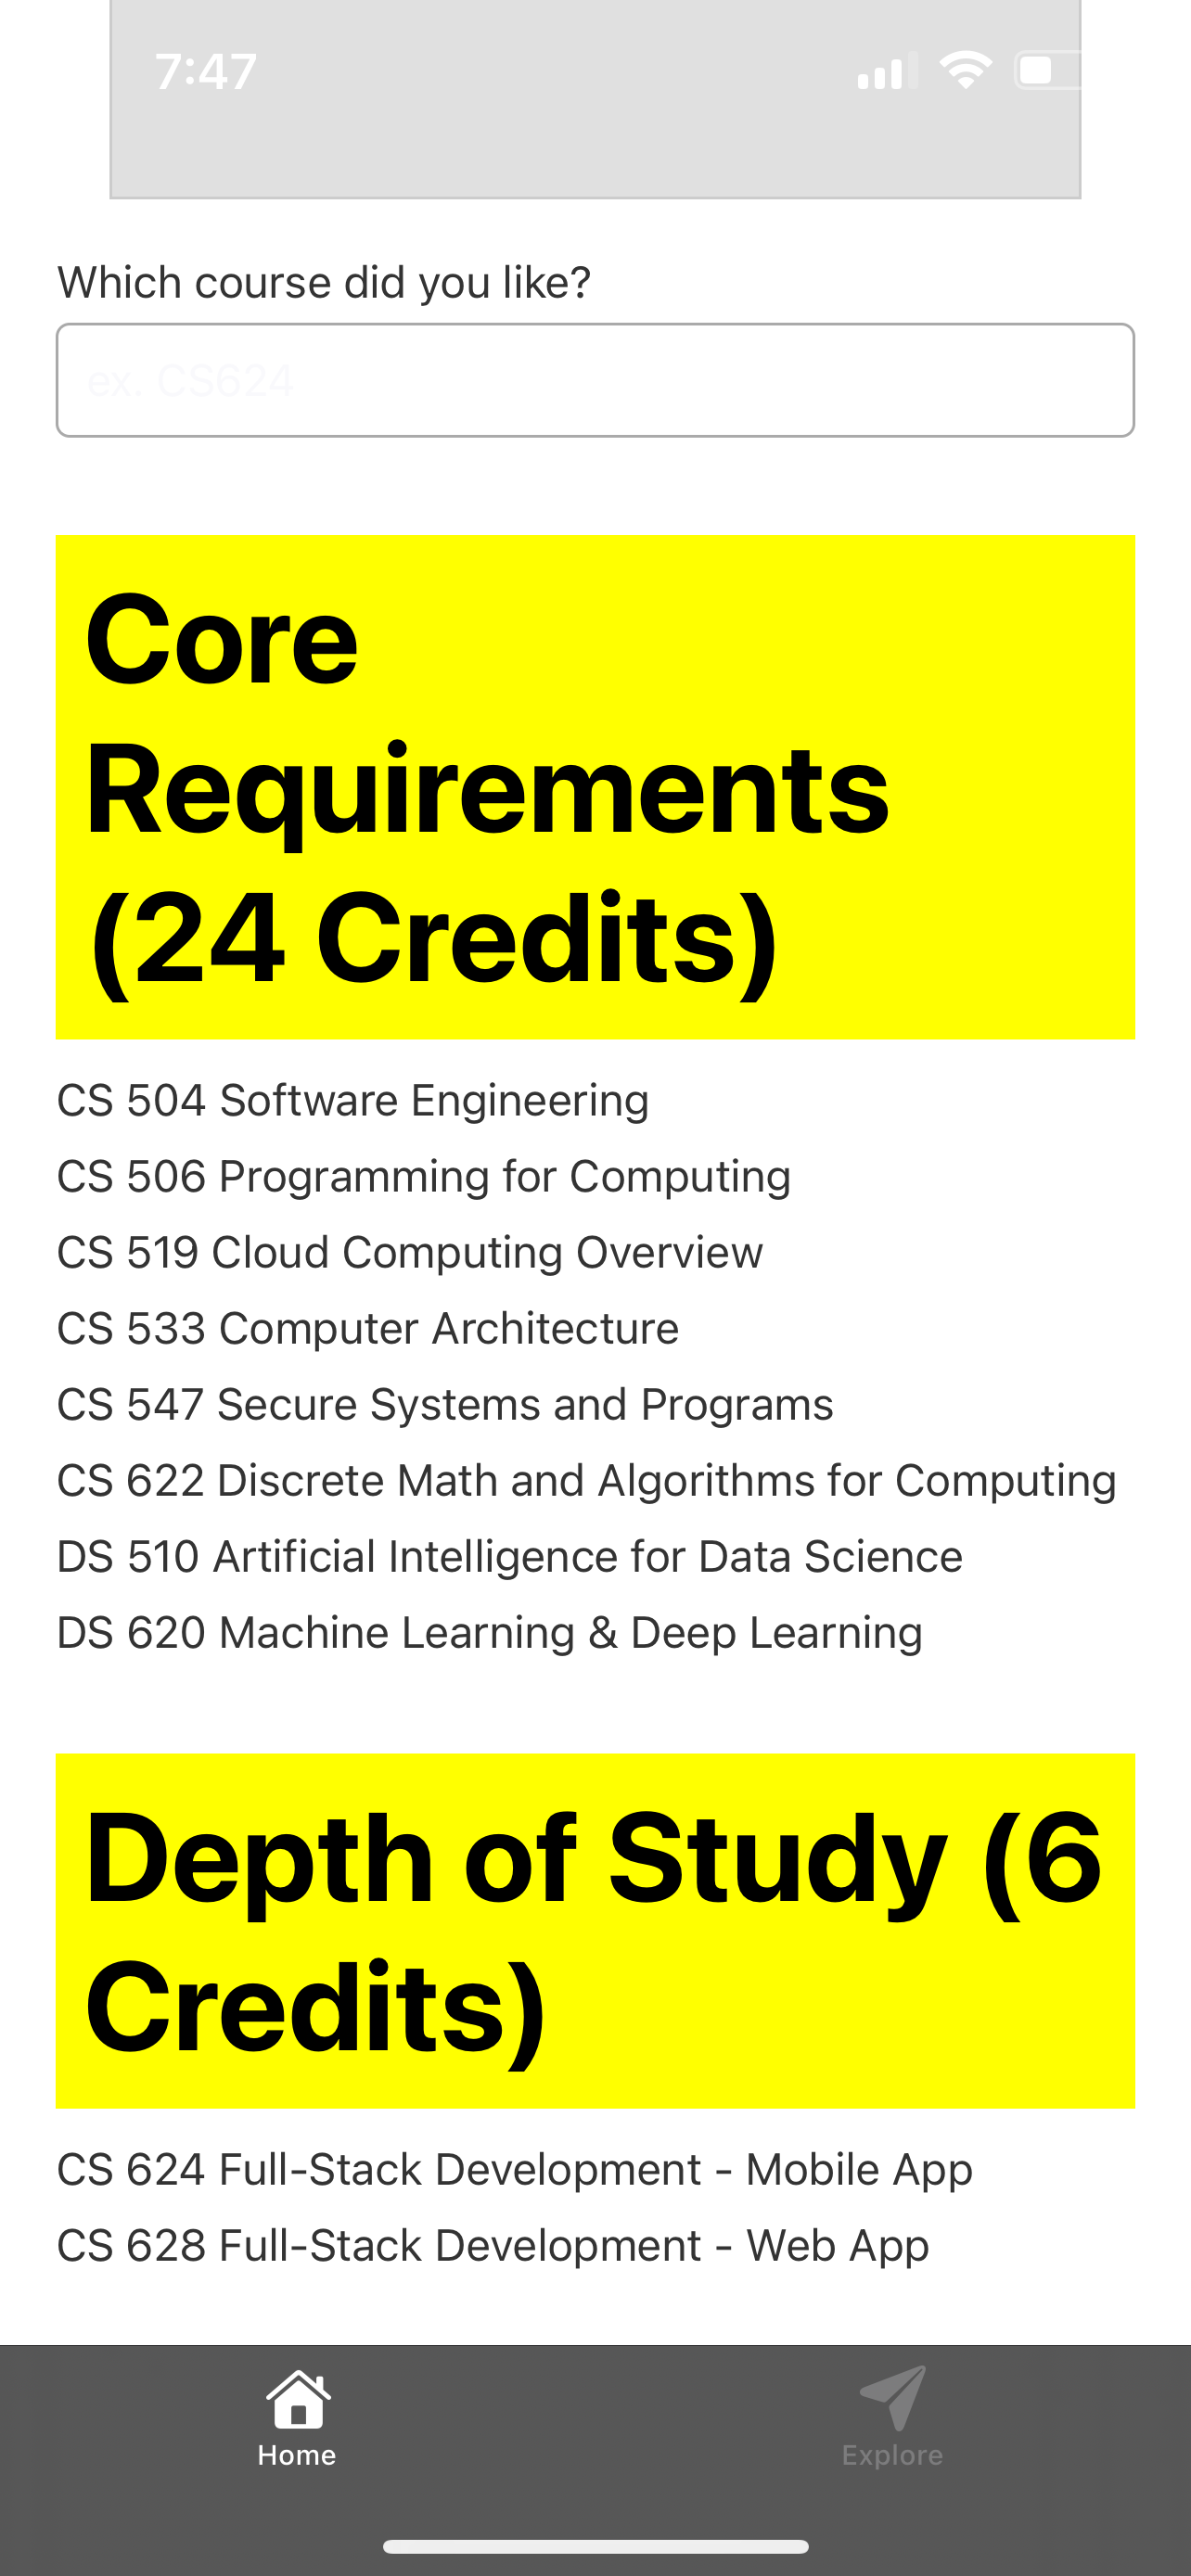 7:47
Which course did you like?
ex. CS624
Core
Requirements
(24 Credits)
CS 504 Software Engineering
CS 506 Programming for Computing
CS 519 Cloud Computing Overview
CS 533 Computer Architecture
CS 547 Secure Systems and Programs
CS 622 Discrete Math and Algorithms for Computing
DS 510 Artificial Intelligence for Data Science
DS 620 Machine Learning & Deep Learning
Depth of Study (6
Credits)
CS 624 Full-Stack Development - Mobile App
CS 628 Full-Stack Development - Web App
Home
Explore